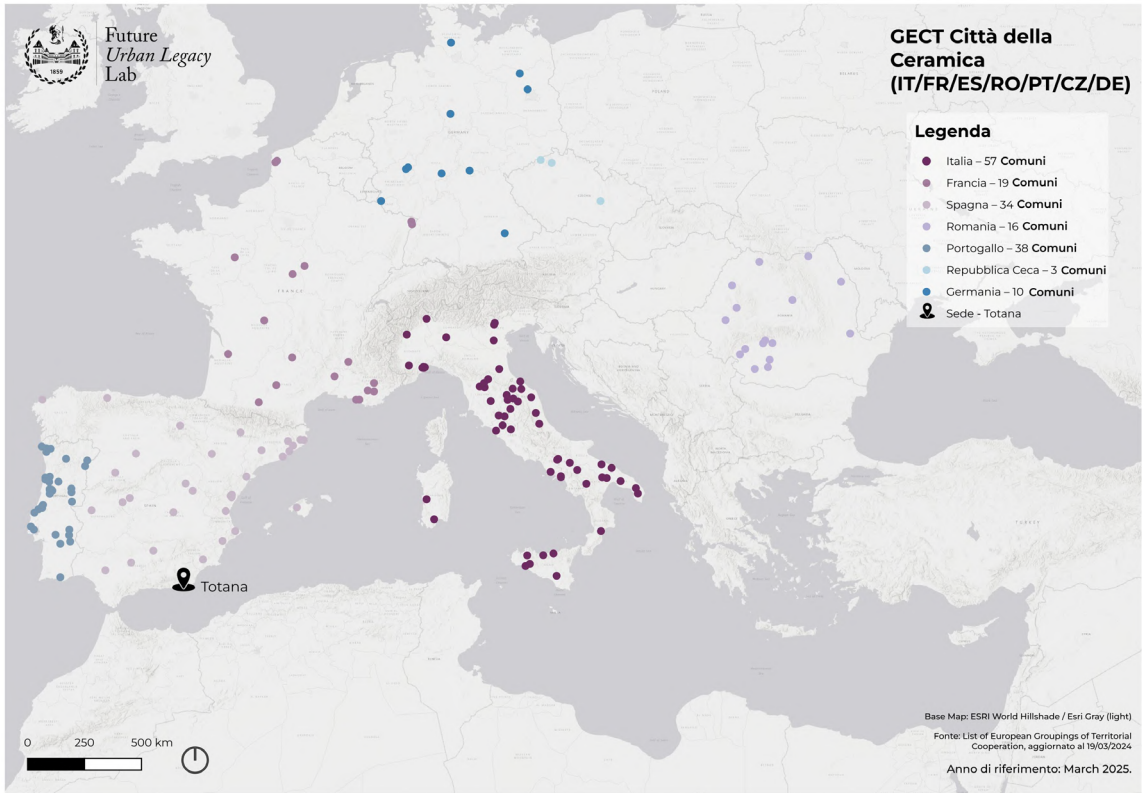 Future
Urban Legacy
Lab
1859
GECT Città della
Ceramica
(IT/FR/ES/RO/PT/CZ/DE)
Legenda
Italia – 57 Comuni
Francia – 19 Comuni
Spagna – 34 Comuni
Romania – 16 Comuni
Portogallo – 38 Comuni
Repubblica Ceca – 3 Comuni
Germania – 10 Comuni
Sede - Totana
FRANCE
TURKEY
Totana
0 250 500 km
Base Map: ESRI World Hillshade / Esri Gray (light)
Fonte: List of European Groupings of Territorial
Cooperation, aggiornato al 19/03/2024
Anno di riferimento: March 2025.